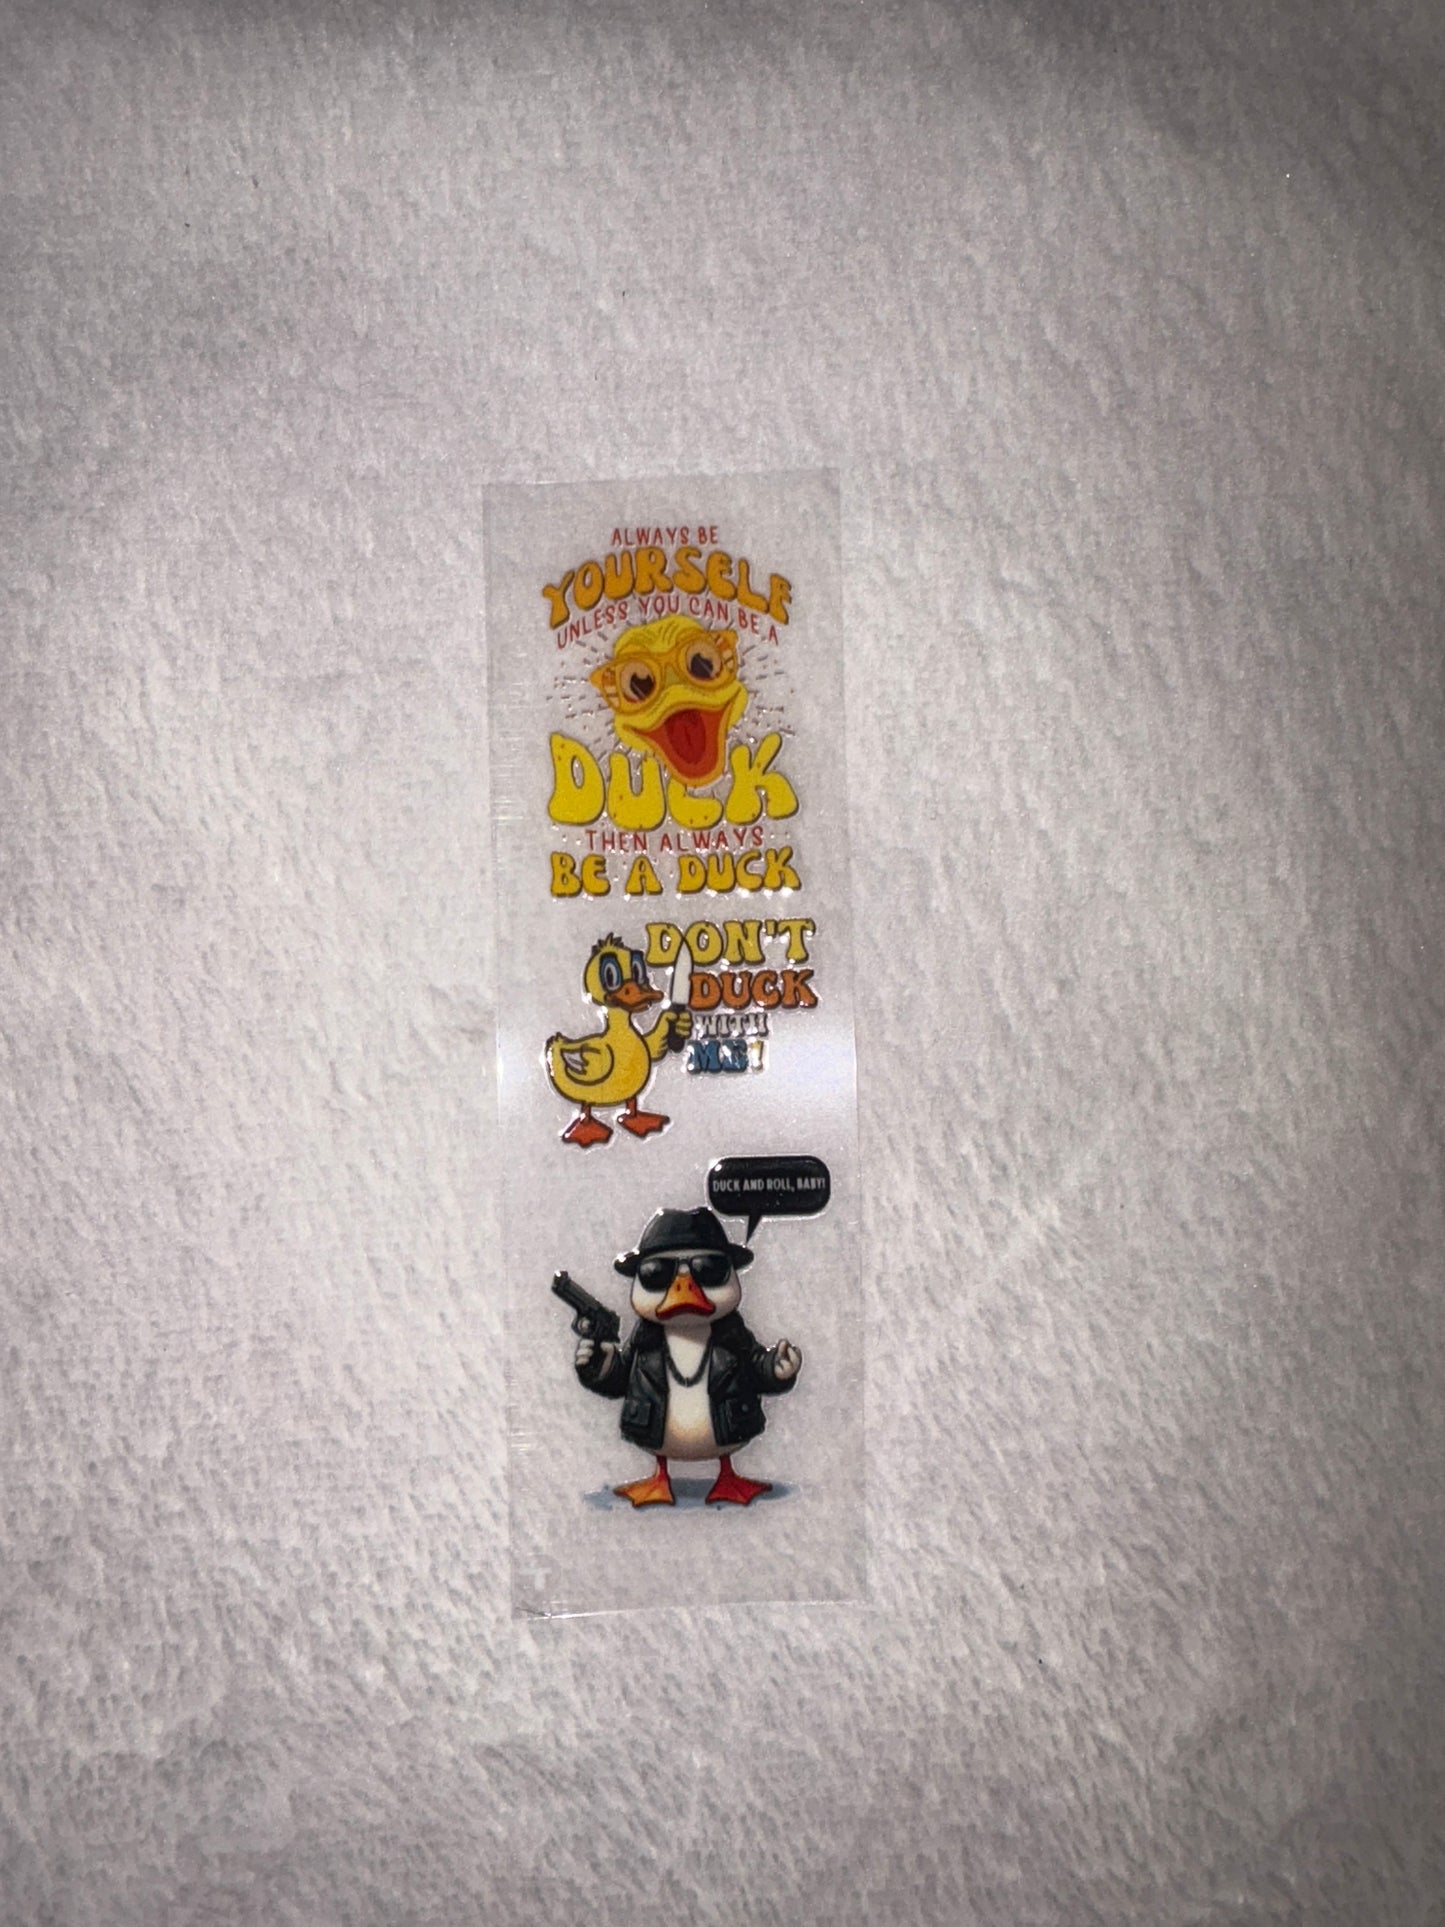 ALWAYS BE
YOURSELF
UNLESS YOU CAN BE A
DUCK
THEN ALWAYS
BE A DUCK
DON'T
DUCK
WITH
ME!
DUCK AND ROLL, BABY!